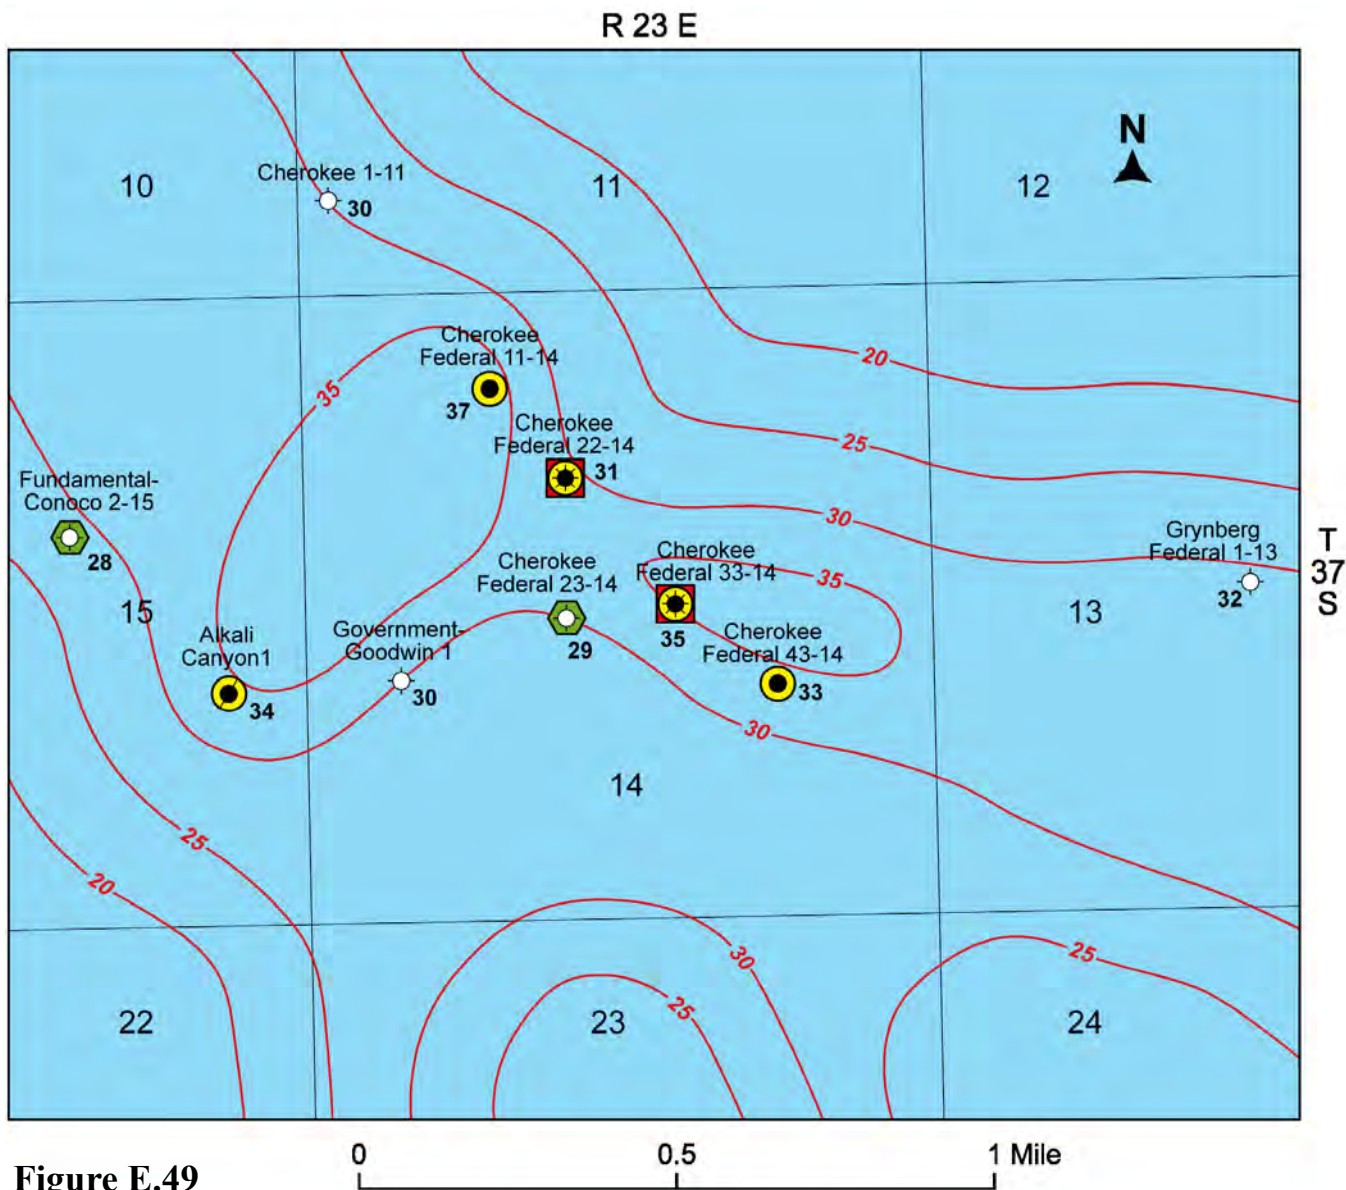 R 23 E
N
10
Cherokee 1-11
30
11
12
Cherokee
Federal 11-14
37
35
20
Cherokee
Federal 22-14
31
25
Fundamental-
Conoco 2-15
28
30
Grynberg
Federal 1-13
32
T
37
S
Cherokee
Federal 23-14
29
Cherokee
Federal 33-14
35
35
15
13
Alkali
Canyon1
34
Government-
Goodwin 1
30
Cherokee
Federal 43-14
33
30
14
25
20
30
25
25
22
23
24
0 0.5 1 Mile
Figure E.49